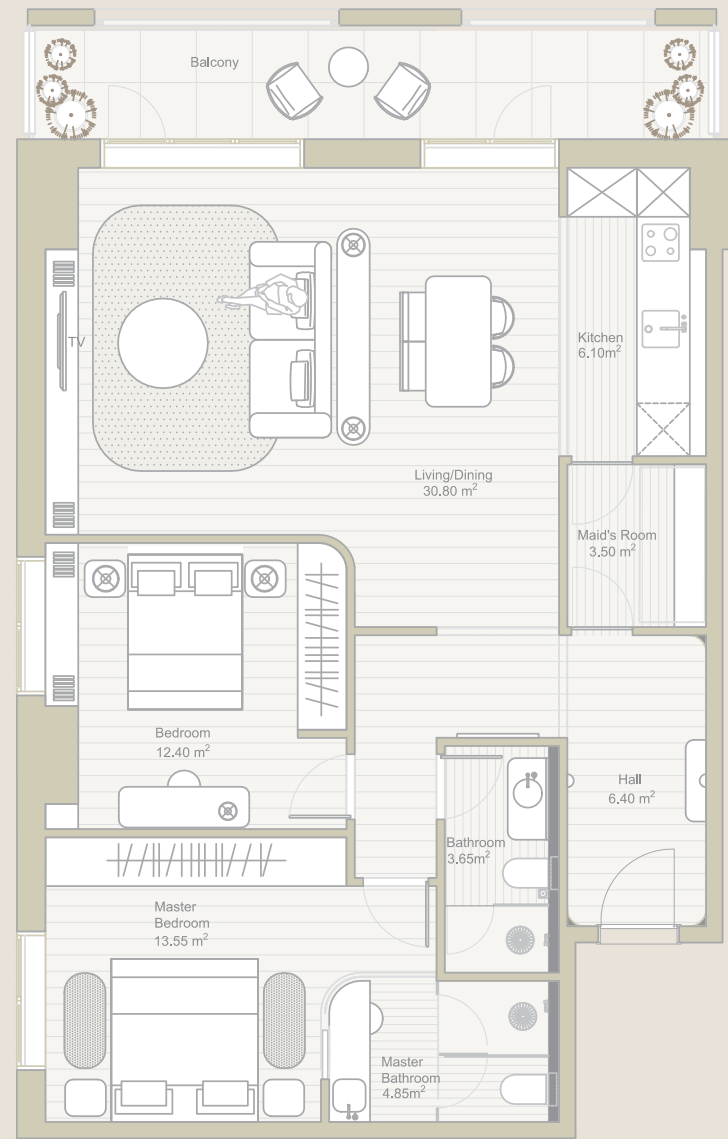 Balcony
TV
Kitchen
6.10m²
Living/Dining
30.80 m²
Maid's Room
3.50 m²
Bedroom
12.40 m²
Hall
6.40 m²
Bathroom
3.65m²
Master
Bedroom
13.55 m²
Master
Bathroom
4.85m²